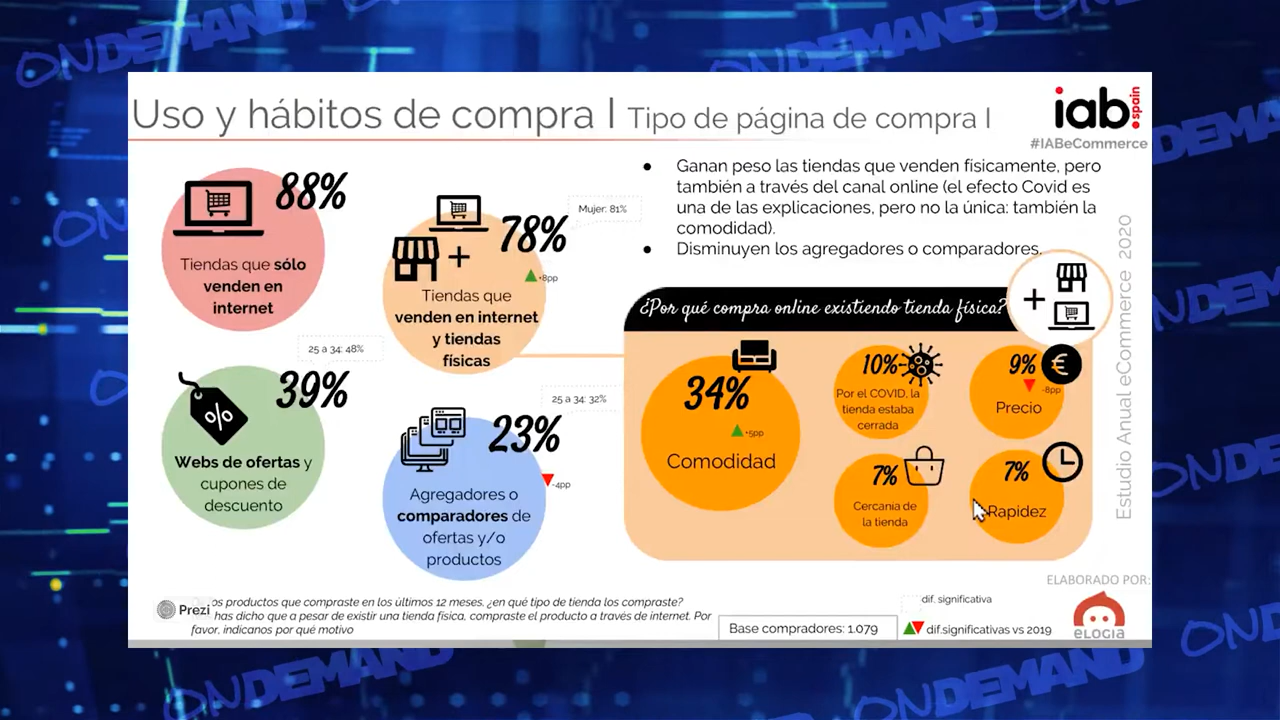 ONDEMAND
ONDEMAND
Uso y hábitos de compra | Tipo de página de compra |
iab.spain
#IABeCommerce
88%
Tiendas que sólo
venden en
internet
Mujer: 81%
78%
+
+8pp
Tiendas que
venden en internet
y tiendas
físicas
25 a 34: 48%
39%
Webs de ofertas y
cupones de
descuento
%
25 a 34: 32%
23%
-4pp
Agregadores o
comparadores de
ofertas y/o
productos
● Ganan peso las tiendas que venden físicamente, pero
también a través del canal online (el efecto Covid es
una de las explicaciones, pero no la única: también la
comodidad).
● Disminuyen los agregadores o comparadores.
¿Por qué compra online existiendo tienda física?
+
34%
+5pp
Comodidad
10%
Por el COVID, la
tienda estaba
cerrada
9%
€
-8pp
Precio
7%
Cercanía de
la tienda
7%
Rapidez
Estudio Anual eCommerce 2020
ELABORADO POR:
eLOGIA
Prezi
os productos que compraste en los últimos 12 meses. ¿en qué tipo de tienda los compraste?
has dicho que a pesar de existir una tienda física, compraste el producto a través de internet. Por
favor, indícanos por qué motivo
Base compradores: 1.079
dif. significativa
dif.significativas vs 2019
ONDEMAND
ONDEMAND